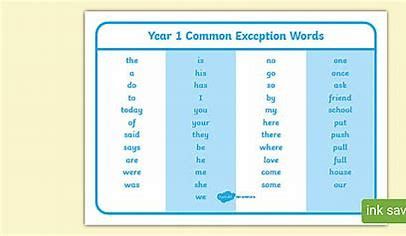 Year 1 Common Exception Words
the is no one
a his go once
do has so ask
to I by friend
today you my school
of your here put
said they there push
says be where pull
are he love full
were me come house
was she some our
we
ink sav